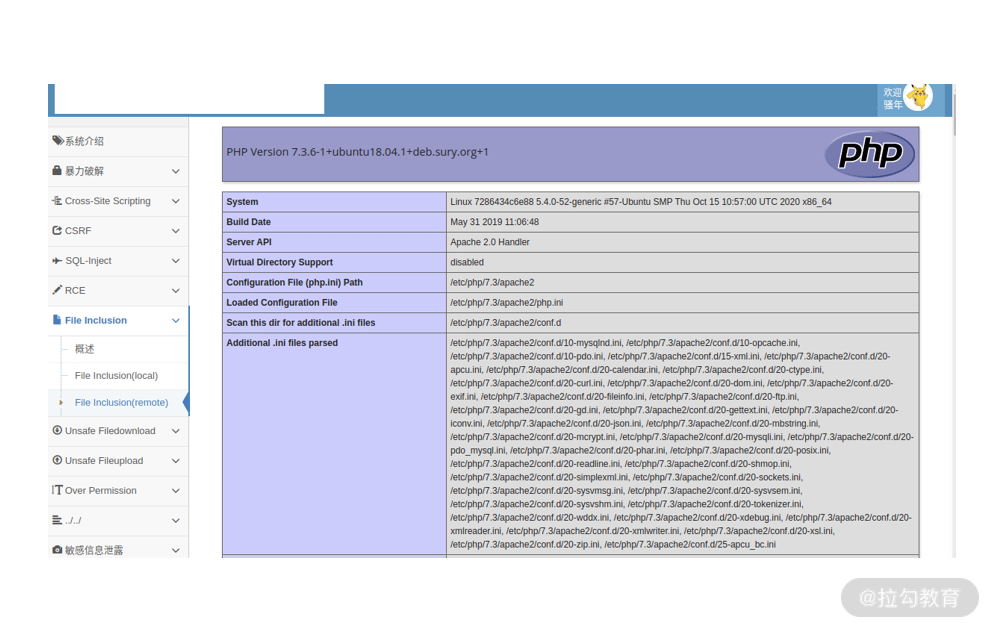 欢迎
骚年
系统介绍
暴力破解
Cross-Site Scripting
CSRF
SQL-Inject
RCE
File Inclusion
概述
File Inclusion(local)
File Inclusion(remote)
Unsafe Filedownload
Unsafe Fileupload
Over Permission
../../
敏感信息泄露
PHP Version 7.3.6-1+ubuntu18.04.1+deb.sury.org+1
php
System Linux 7286434c6e88 5.4.0-52-generic #57-Ubuntu SMP Thu Oct 15 10:57:00 UTC 2020 x86_64
Build Date May 31 2019 11:06:48
Server API Apache 2.0 Handler
Virtual Directory Support disabled
Configuration File (php.ini) Path /etc/php/7.3/apache2
Loaded Configuration File /etc/php/7.3/apache2/php.ini
Scan this dir for additional .ini files /etc/php/7.3/apache2/conf.d
Additional .ini files parsed /etc/php/7.3/apache2/conf.d/10-mysqlnd.ini, /etc/php/7.3/apache2/conf.d/10-opcache.ini,
/etc/php/7.3/apache2/conf.d/10-pdo.ini, /etc/php/7.3/apache2/conf.d/15-xml.ini, /etc/php/7.3/apache2/conf.d/20-
apcu.ini, /etc/php/7.3/apache2/conf.d/20-calendar.ini, /etc/php/7.3/apache2/conf.d/20-ctype.ini,
/etc/php/7.3/apache2/conf.d/20-curl.ini, /etc/php/7.3/apache2/conf.d/20-dom.ini, /etc/php/7.3/apache2/conf.d/20-
exif.ini, /etc/php/7.3/apache2/conf.d/20-fileinfo.ini, /etc/php/7.3/apache2/conf.d/20-ftp.ini,
/etc/php/7.3/apache2/conf.d/20-gd.ini, /etc/php/7.3/apache2/conf.d/20-gettext.ini, /etc/php/7.3/apache2/conf.d/20-
iconv.ini, /etc/php/7.3/apache2/conf.d/20-json.ini, /etc/php/7.3/apache2/conf.d/20-mbstring.ini,
/etc/php/7.3/apache2/conf.d/20-mcrypt.ini, /etc/php/7.3/apache2/conf.d/20-mysqli.ini, /etc/php/7.3/apache2/conf.d/20-
pdo_mysql.ini, /etc/php/7.3/apache2/conf.d/20-phar.ini, /etc/php/7.3/apache2/conf.d/20-posix.ini,
/etc/php/7.3/apache2/conf.d/20-readline.ini, /etc/php/7.3/apache2/conf.d/20-shmop.ini,
/etc/php/7.3/apache2/conf.d/20-simplexml.ini, /etc/php/7.3/apache2/conf.d/20-sockets.ini,
/etc/php/7.3/apache2/conf.d/20-sysvmsg.ini, /etc/php/7.3/apache2/conf.d/20-sysvsem.ini,
/etc/php/7.3/apache2/conf.d/20-sysvshm.ini, /etc/php/7.3/apache2/conf.d/20-tokenizer.ini,
/etc/php/7.3/apache2/conf.d/20-wddx.ini, /etc/php/7.3/apache2/conf.d/20-xdebug.ini, /etc/php/7.3/apache2/conf.d/20-
xmlreader.ini, /etc/php/7.3/apache2/conf.d/20-xmlwriter.ini, /etc/php/7.3/apache2/conf.d/20-xsl.ini,
/etc/php/7.3/apache2/conf.d/20-zip.ini, /etc/php/7.3/apache2/conf.d/25-apcu_bc.ini
@拉勾教育